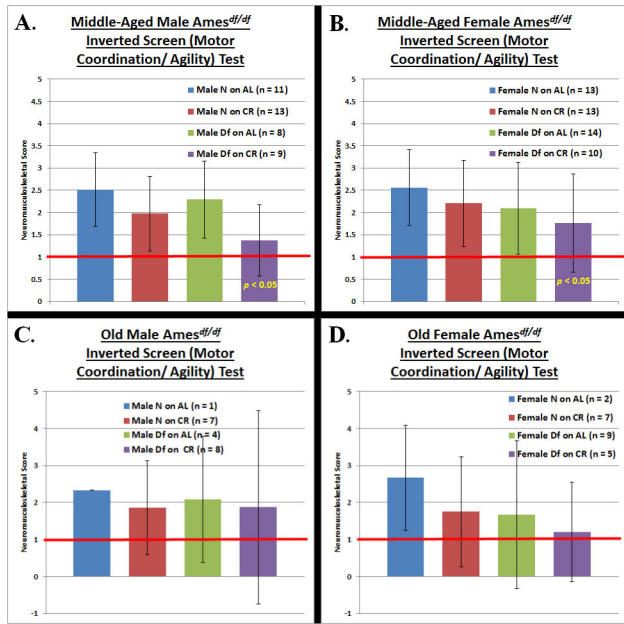 A.
Middle-Aged Male Ames^df/df
Inverted Screen (Motor
Coordination/ Agility) Test
Neuromusculoskeletal Score
5
4.5
4
3.5
3
2.5
2
1.5
1
0.5
0
Male N on AL (n = 11)
Male N on CR (n = 13)
Male Df on AL (n = 8)
Male Df on CR (n = 9)
p < 0.05
B.
Middle-Aged Female Ames^df/df
Inverted Screen (Motor
Coordination/ Agility) Test
Neuromusculoskeletal Score
5
4.5
4
3.5
3
2.5
2
1.5
1
0.5
0
Female N on AL (n = 13)
Female N on CR (n = 13)
Female Df on AL (n = 14)
Female Df on CR (n = 10)
p < 0.05
C.
Old Male Ames^df/df
Inverted Screen (Motor
Coordination/ Agility) Test
Neuromusculoskeletal Score
5
4
3
2
1
0
-1
Male N on AL (n = 1)
Male N on CR (n = 7)
Male Df on AL (n = 4)
Male Df on CR (n = 8)
D.
Old Female Ames^df/df
Inverted Screen (Motor
Coordination/ Agility) Test
Neuromusculoskeletal Score
5
4
3
2
1
0
-1
Female N on AL (n = 2)
Female N on CR (n = 7)
Female Df on AL (n = 9)
Female Df on CR (n = 5)